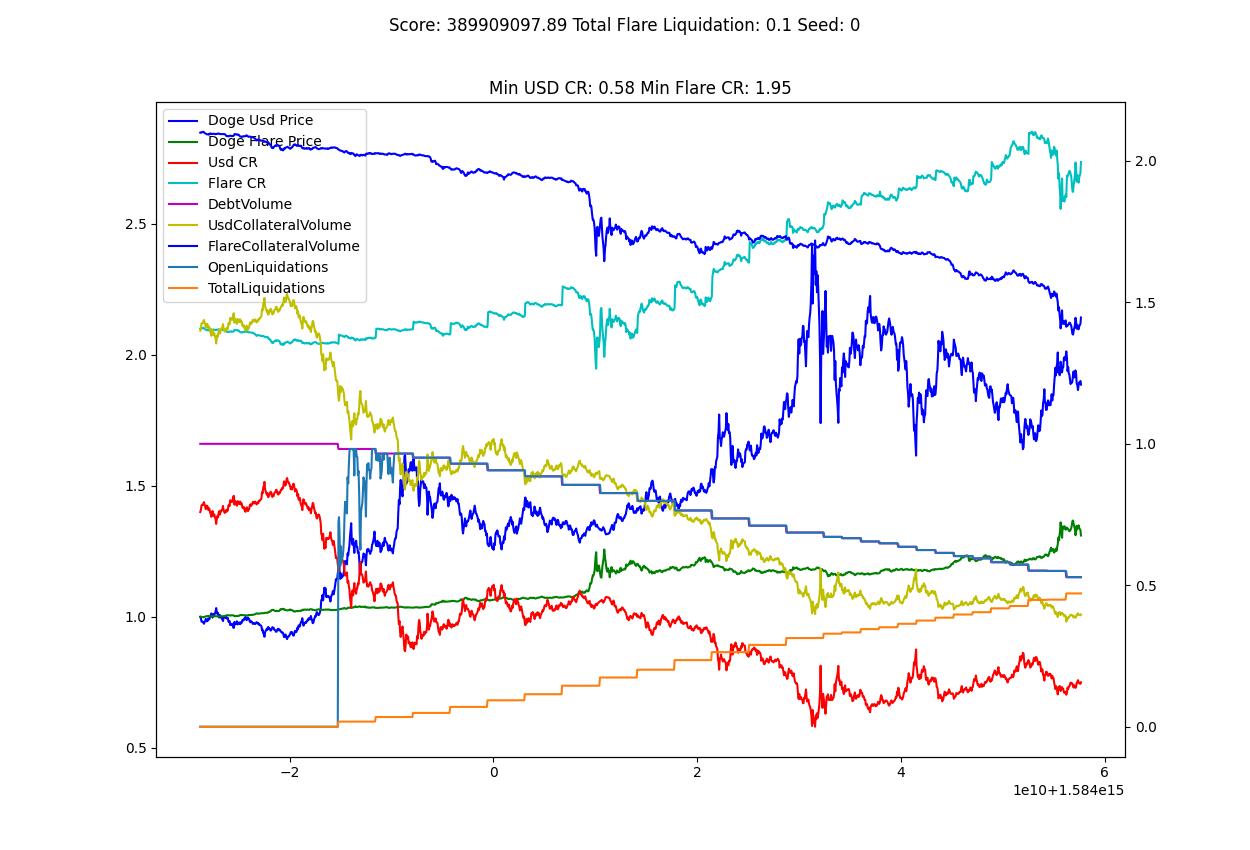 Score: 389909097.89 Total Flare Liquidation: 0.1 Seed: 0
Min USD CR: 0.58 Min Flare CR: 1.95
Doge Usd Price
Doge Flare Price
Usd CR
Flare CR
DebtVolume
UsdCollateralVolume
FlareCollateralVolume
OpenLiquidations
TotalLiquidations
2.5
2.0
1.5
1.0
0.5
2.0
1.5
1.0
0.5
0.0
−2
0
2
4
6
1e10+1.584e15